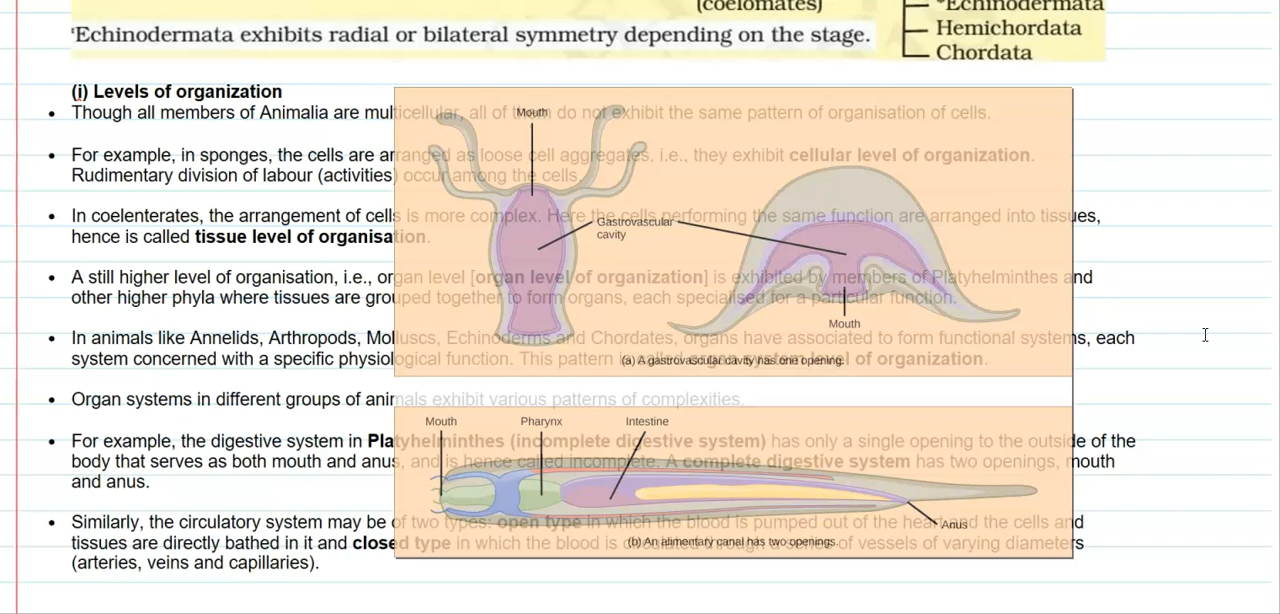 (coelomates)
*Echinodermata
Hemichordata
Chordata
Echinodermata exhibits radial or bilateral symmetry depending on the stage.
(i) Levels of organization
• Though all members of Animalia are multicellular, all of them do not exhibit the same pattern of organisation of cells.
• For example, in sponges, the cells are arranged as loose cell aggregates, i.e., they exhibit cellular level of organization.
Rudimentary division of labour (activities) occur among the cells.
• In coelenterates, the arrangement of cells is more complex. Here the cells performing the same function are arranged into tissues,
hence is called tissue level of organisation.
• A still higher level of organisation, i.e., organ level [organ level of organization] is exhibited by members of Platyhelminthes and
other higher phyla where tissues are grouped together to form organs, each specialised for a particular function.
• In animals like Annelids, Arthropods, Molluscs, Echinoderms and Chordates, organs have associated to form functional systems, each
system concerned with a specific physiological function. This pattern level of organization.
• Organ systems in different groups of animals exhibit various patterns of complexities.
• For example, the digestive system in Platyhelminthes (incomplete digestive system) has only a single opening to the outside of the
body that serves as both mouth and anus, and is hence called incomplete. A complete digestive system has two openings, mouth
and anus.
• Similarly, the circulatory system may be of two types: open type in which the blood is pumped out of the heart and the cells and
tissues are directly bathed in it and closed type in which the blood is circulated through a series of vessels of varying diameters
(arteries, veins and capillaries).
Mouth
Gastrovascular
cavity
Mouth
(a) A gastrovascular cavity has one opening.
Mouth
Pharynx
Intestine
Anus
(b) An alimentary canal has two openings.